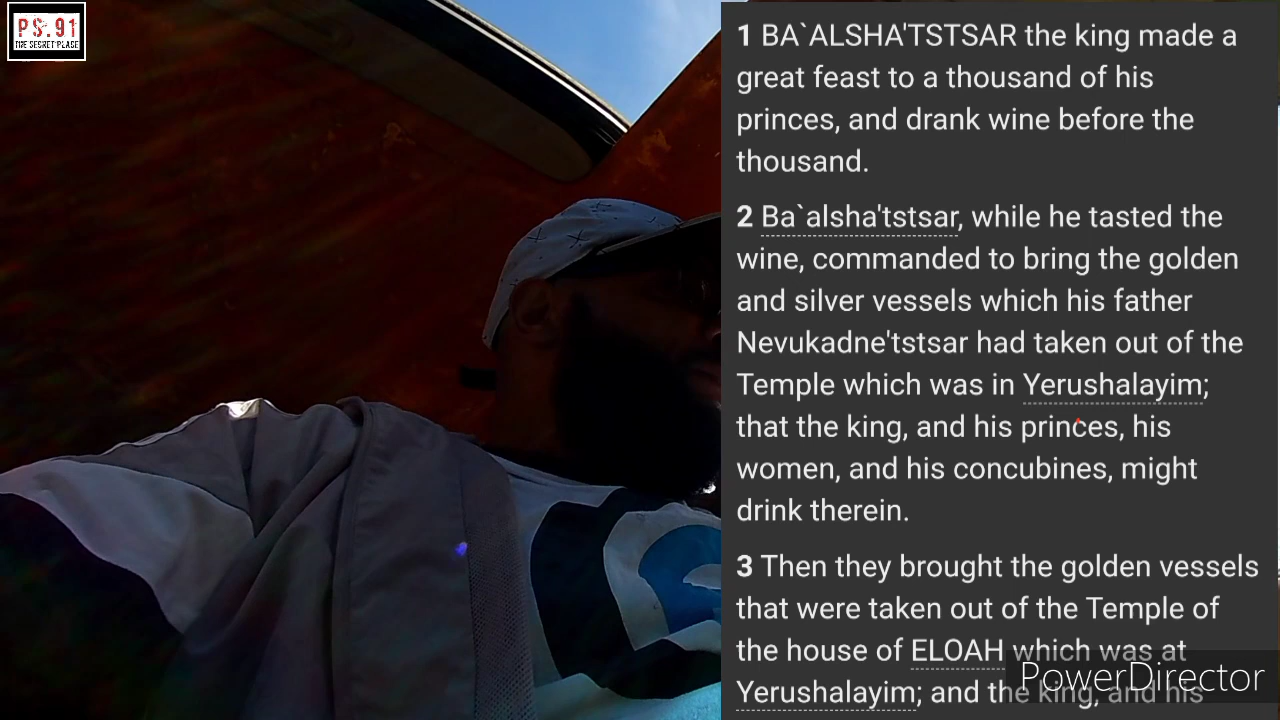 PS.91
THE SECRET PLACE
1 BA`ALSHA'TSTSAR the king made a
great feast to a thousand of his
princes, and drank wine before the
thousand.
2 Ba`alsha'tstsar, while he tasted the
wine, commanded to bring the golden
and silver vessels which his father
Nevukadne'tstsar had taken out of the
Temple which was in Yerushalayim;
that the king, and his princes, his
women, and his concubines, might
drink therein.
3 Then they brought the golden vessels
that were taken out of the Temple of
the house of ELOAH which was at
Yerushalayim; and the king, and his
PowerDirector